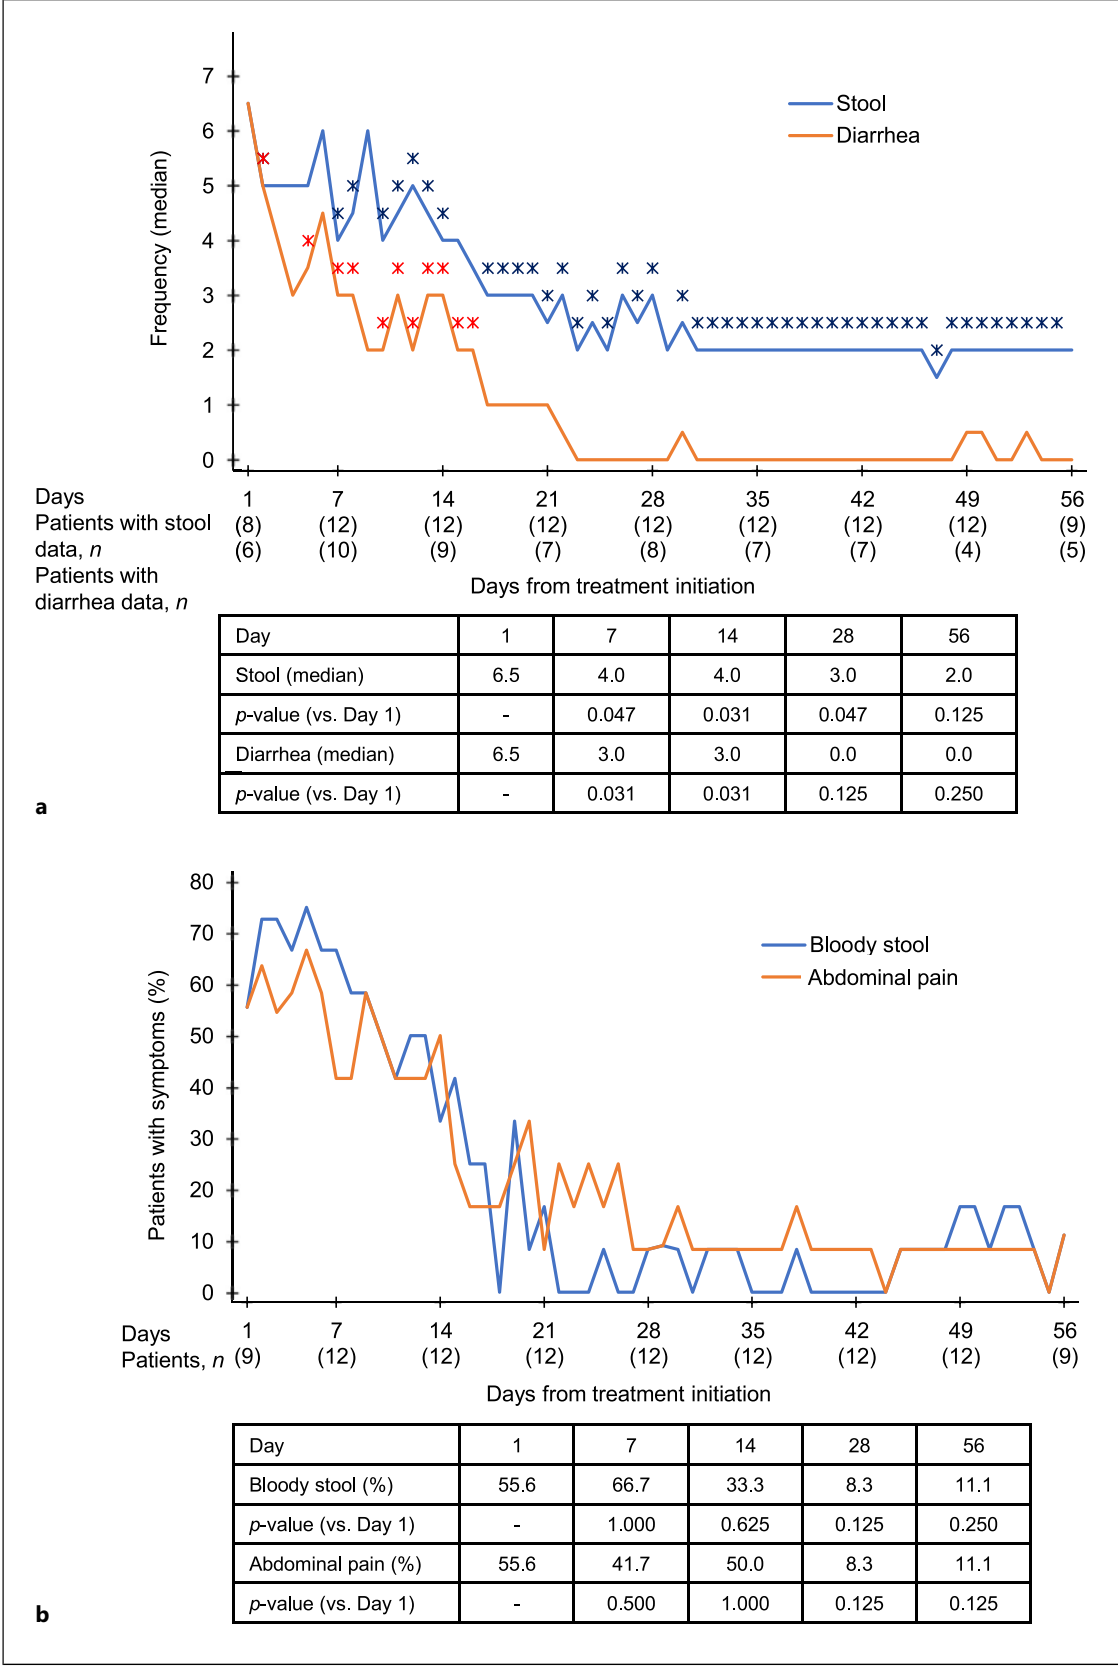 7
6
5
4
3
2
1
0
Frequency (median)
Stool
Diarrhea
Days 1 7 14 21 28 35 42 49 56
Patients with stool (8) (12) (12) (12) (12) (12) (12) (12) (9)
data, n (6) (10) (9) (7) (8) (7) (7) (4) (5)
Patients with
diarrhea data, n
Days from treatment initiation
Day 1 7 14 28 56
Stool (median) 6.5 4.0 4.0 3.0 2.0
p-value (vs. Day 1) - 0.047 0.031 0.047 0.125
Diarrhea (median) 6.5 3.0 3.0 0.0 0.0
p-value (vs. Day 1) - 0.031 0.031 0.125 0.250
a
80
70
60
50
40
30
20
10
0
Patients with symptoms (%)
Bloody stool
Abdominal pain
Days 1 7 14 21 28 35 42 49 56
Patients, n (9) (12) (12) (12) (12) (12) (12) (12) (9)
Days from treatment initiation
Day 1 7 14 28 56
Bloody stool (%) 55.6 66.7 33.3 8.3 11.1
p-value (vs. Day 1) - 1.000 0.625 0.125 0.250
Abdominal pain (%) 55.6 41.7 50.0 8.3 11.1
p-value (vs. Day 1) - 0.500 1.000 0.125 0.125
b